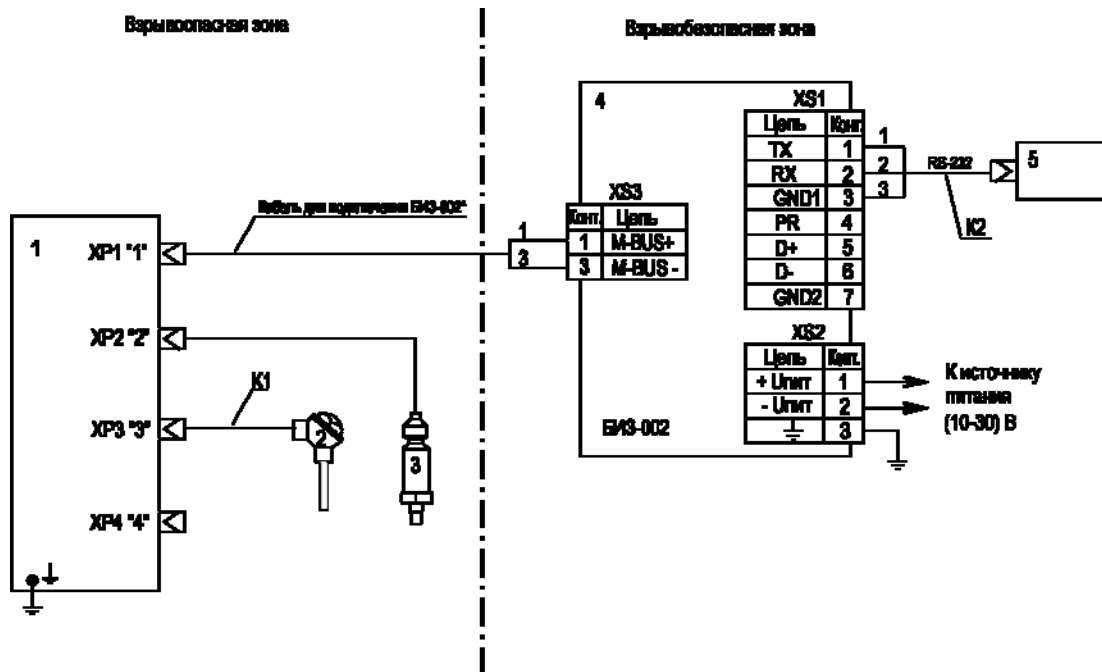 Взрывоопасная зона
Взрывобезопасная зона
4
XS1
Цепь Конт.
TX 1
RX 2
GND1 3
PR 4
D+ 5
D- 6
GND2 7
1
2
3
RS-232
5
K2
XS3
Конт. Цепь
1 M-BUS+
3 M-BUS -
1
3
Кабель для подключения БИЗ-002*
1
XP1 "1"
XP2 "2"
K1
XP3 "3"
2
3
XP4 "4"
XS2
Цепь Конт.
+ Uпит 1
- Uпит 2
3
БИЗ-002
К источнику
питания
(10-30) В